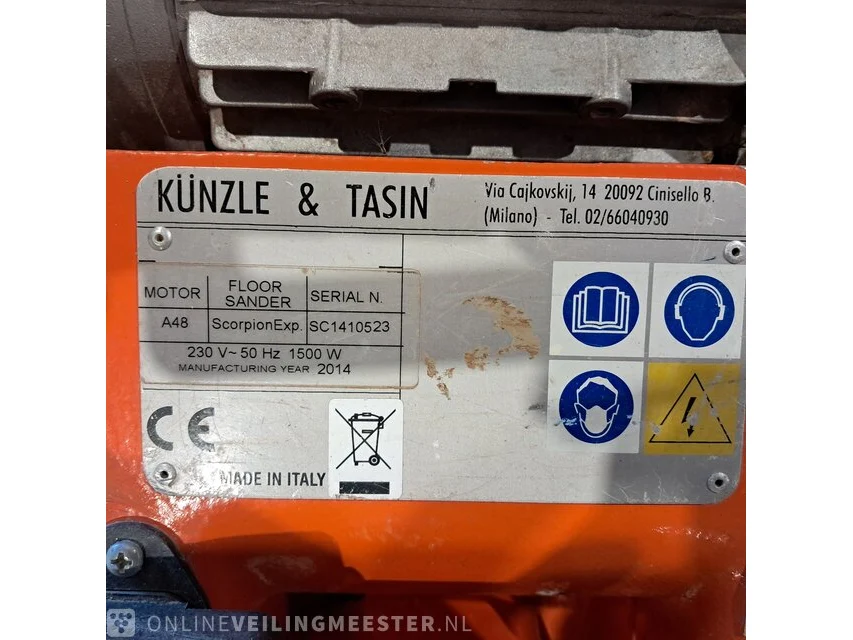 KÜNZLE & TASIN
Via Cajkovskij, 14 20092 Cinisello B.
(Milano) - Tel. 02/66040930
MOTOR
FLOOR SANDER
SERIAL N.
A48
ScorpionExp.
SC1410523
230 V~ 50 Hz 1500 W
MANUFACTURING YEAR 2014
CE
MADE IN ITALY
ONLINEVEILINGMEESTER.NL